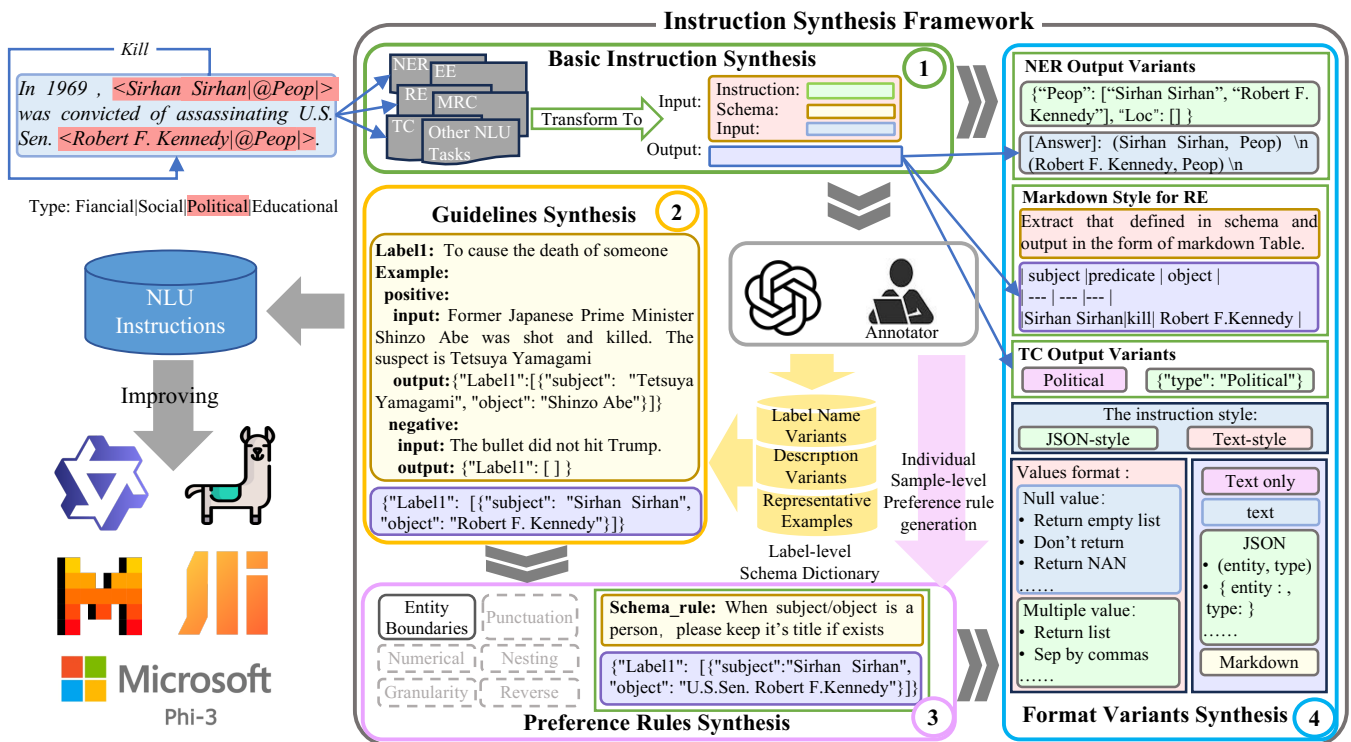 Instruction Synthesis Framework
Kill
In 1969 , <Sirhan Sirhan|@Peop|>
was convicted of assassinating U.S.
Sen. <Robert F. Kennedy|@Peop|>.
Type: Fiancial|Social|Political|Educational
NLU
Instructions
Improving
Microsoft
Phi-3
Basic Instruction Synthesis
1
NER
EE
RE
MRC
TC
Other NLU
Tasks
Transform To
Input:
Instruction:
Schema:
Input:
Output:
Guidelines Synthesis
2
Label1: To cause the death of someone
Example:
positive:
input: Former Japanese Prime Minister
Shinzo Abe was shot and killed. The
suspect is Tetsuya Yamagami
output:{"Label1":[{"subject": "Tetsuya
Yamagami", "object": "Shinzo Abe"}]}
negative:
input: The bullet did not hit Trump.
output: {"Label1": [ ] }
{"Label1": [{"subject": "Sirhan Sirhan",
"object": "Robert F. Kennedy"}]}
Annotator
Label Name
Variants
Description
Variants
Representative
Examples
Label-level
Schema Dictionary
Individual
Sample-level
Preference rule
generation
Entity
Boundaries
Punctuation
Numerical
Nesting
Granularity
Reverse
Schema_rule: When subject/object is a
person, please keep it's title if exists
{"Label1": [{"subject":"Sirhan Sirhan",
"object": "U.S.Sen. Robert F.Kennedy"}]}
Preference Rules Synthesis
3
NER Output Variants
{“Peop”: [“Sirhan Sirhan”, “Robert F.
Kennedy”], “Loc”: [] }
[Answer]: (Sirhan Sirhan, Peop) \n
(Robert F. Kennedy, Peop) \n
Markdown Style for RE
Extract that defined in schema and
output in the form of markdown Table.
| subject |predicate | object |
| --- | --- |--- |
|Sirhan Sirhan|kill| Robert F.Kennedy |
TC Output Variants
Political
{"type": "Political"}
The instruction style:
JSON-style
Text-style
Values format :
Null value:
• Return empty list
• Don’t return
• Return NAN
……
Multiple value:
• Return list
• Sep by commas
……
Text only
text
JSON
• (entity, type)
• { entity : ,
type: }
……
Markdown
Format Variants Synthesis
4